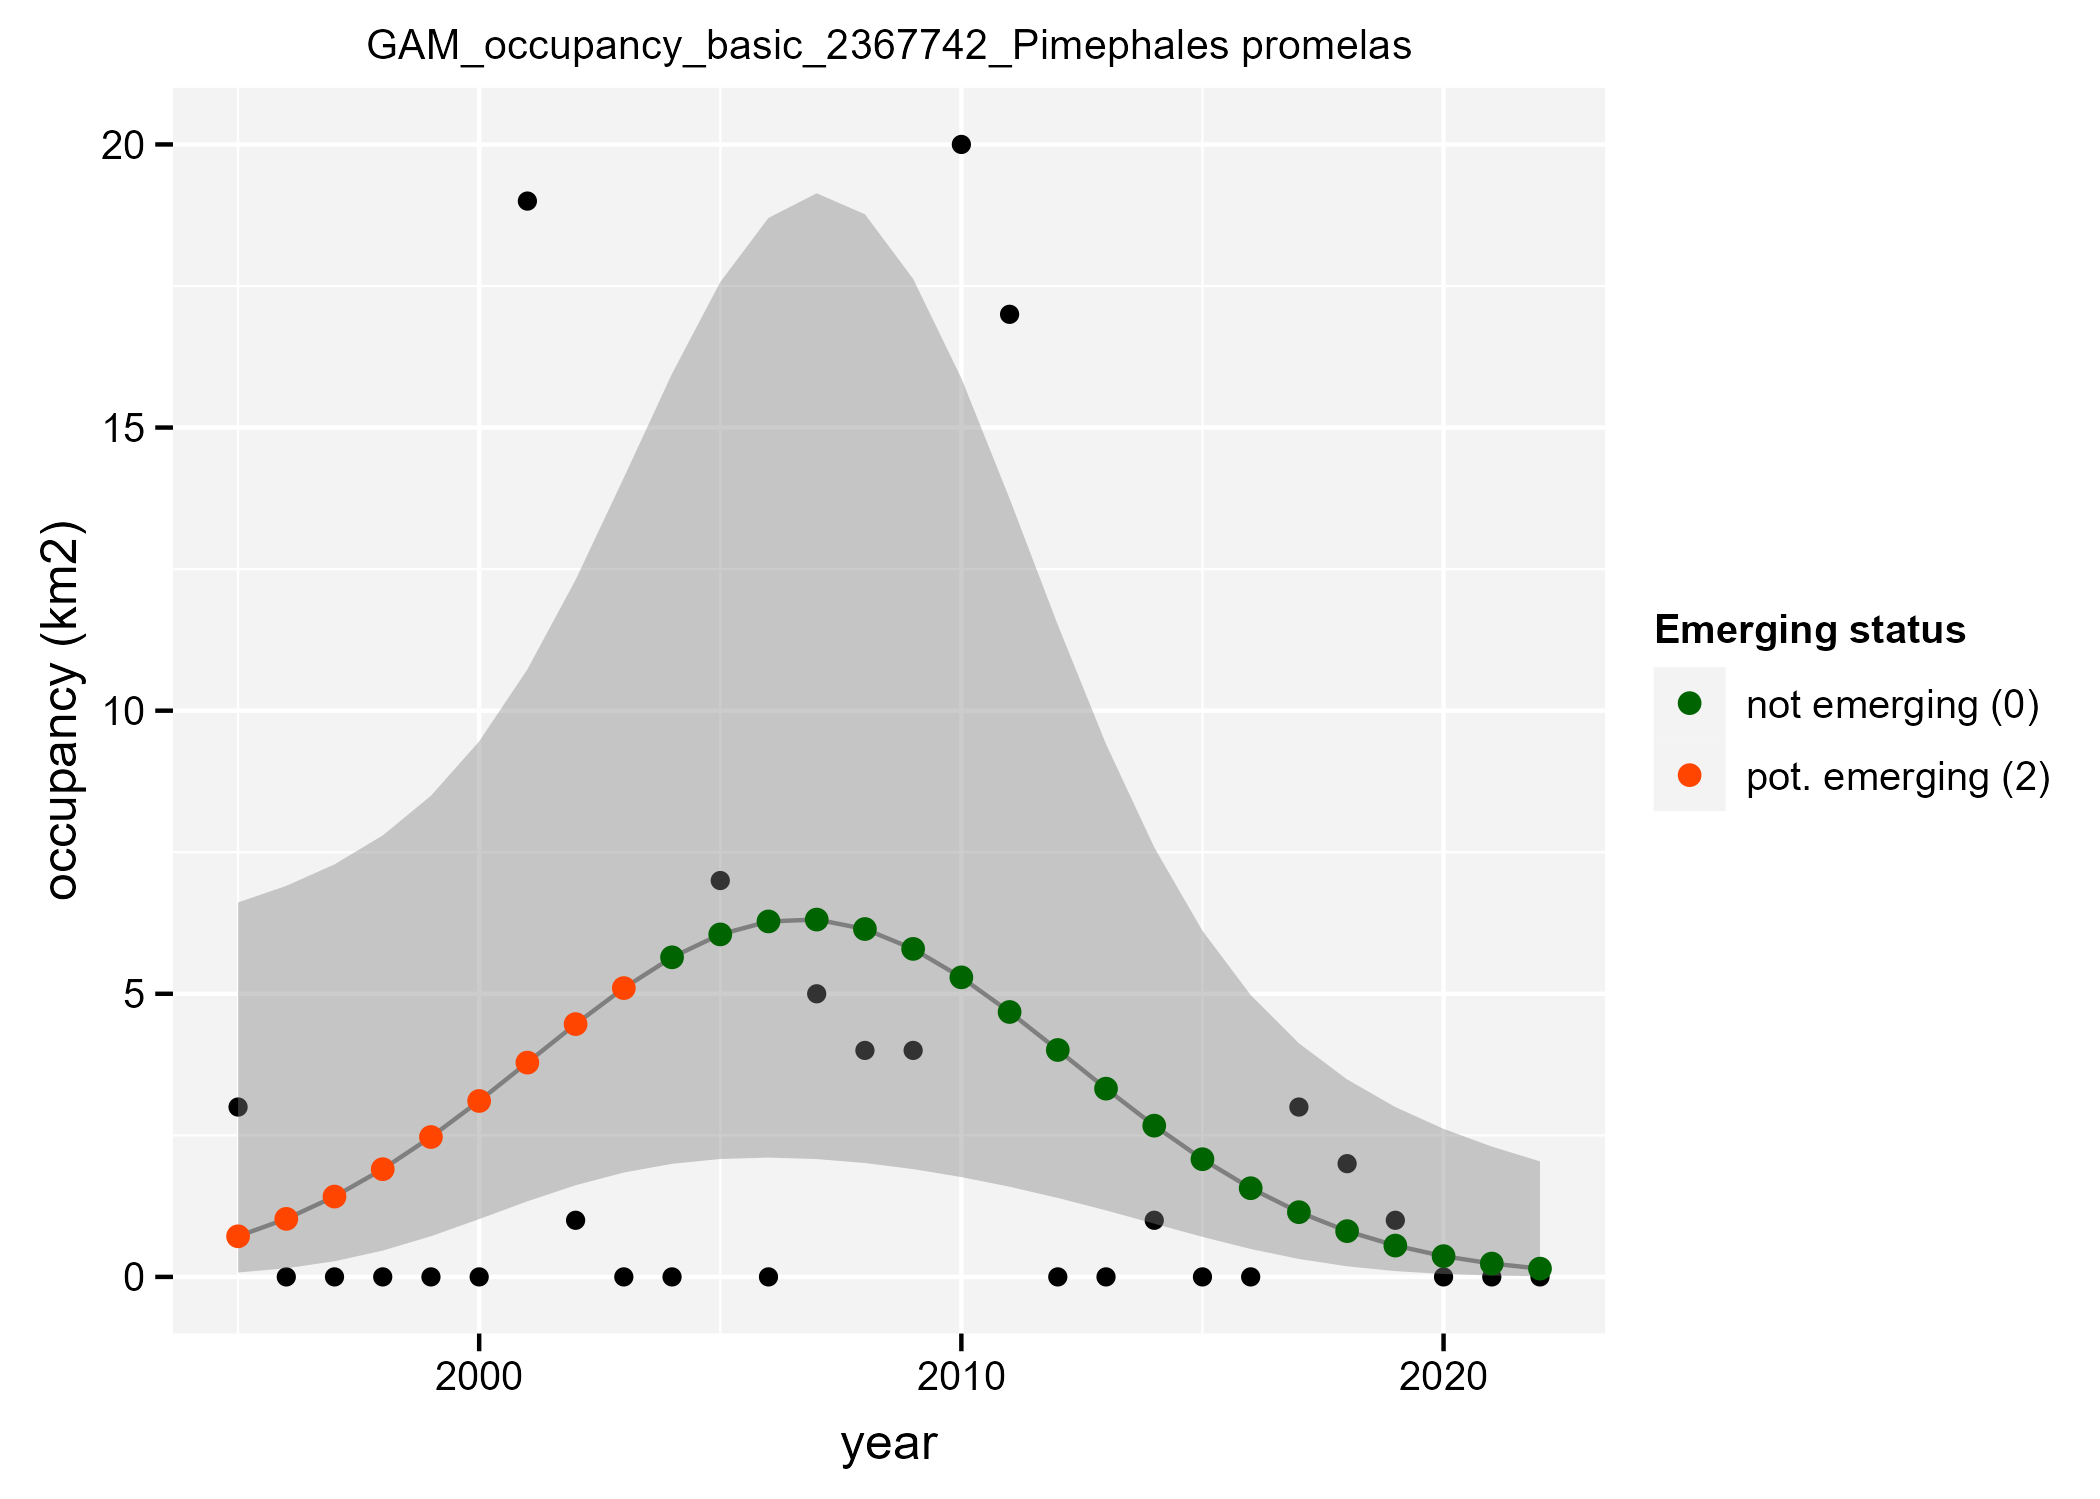 GAM_occupancy_basic_2367742_Pimephales promelas
20
15
10
5
0
occupancy (km2)
2000
2010
2020
year
Emerging status
not emerging (0)
pot. emerging (2)